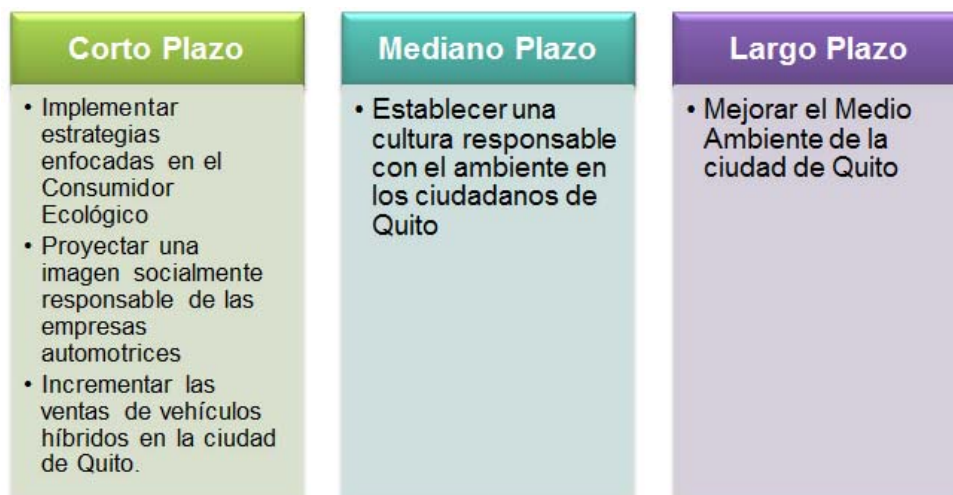 Corto Plazo
• Implementar
estrategias
enfocadas en el
Consumidor
Ecológico
• Proyectar una
imagen socialmente
responsable de las
empresas
automotrices
• Incrementar las
ventas de vehículos
híbridos en la ciudad
de Quito.
Mediano Plazo
• Establecer una
cultura responsable
con el ambiente en
los ciudadanos de
Quito
Largo Plazo
• Mejorar el Medio
Ambiente de la
ciudad de Quito